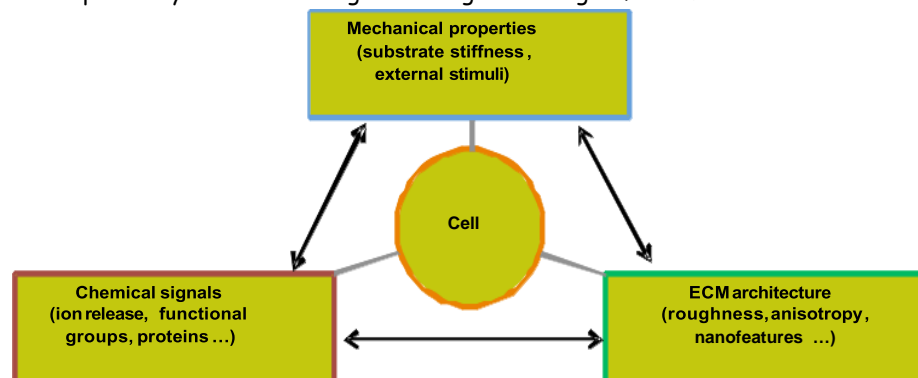 Mechanical properties
(substrate stiffness,
external stimuli)
Cell
Chemical signals
(ion release, functional
groups, proteins ...)
ECM architecture
(roughness, anisotropy,
nanofeatures ...)